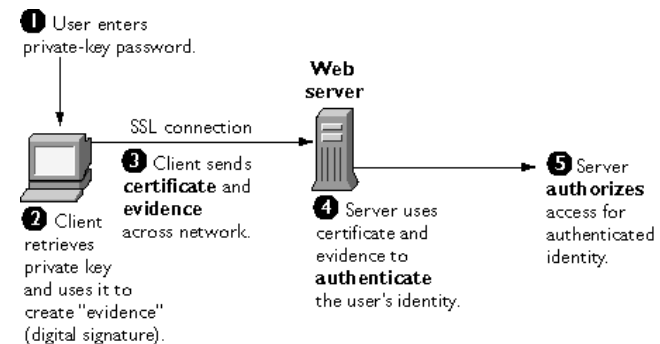 1 User enters
private-key password.
Web
server
SSL connection
3 Client sends
certificate and
evidence
across network.
2 Client
retrieves
private key
and uses it to
create "evidence"
(digital signature).
4 Server uses
certificate and
evidence to
authenticate
the user's identity.
5 Server
authorizes
access for
authenticated
identity.